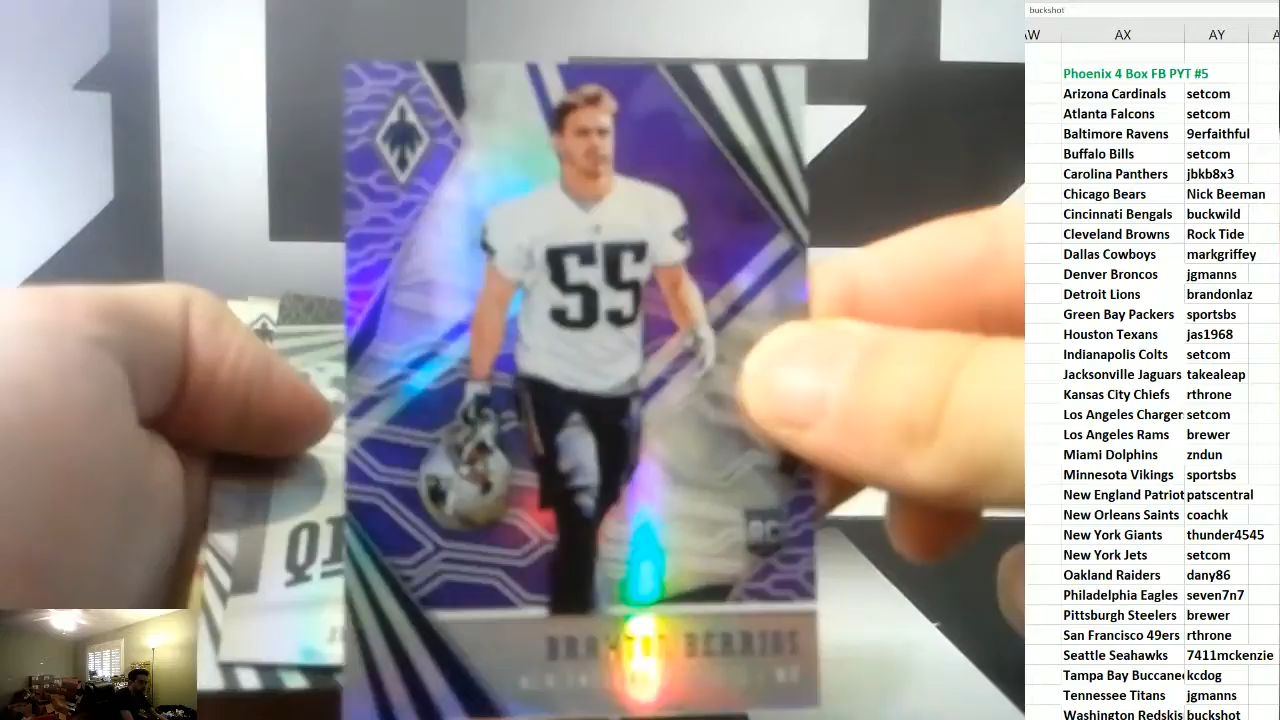 buckshot
AW AX AY
Phoenix 4 Box FB PYT #5
Arizona Cardinals setcom
Atlanta Falcons setcom
Baltimore Ravens 9erfaithful
Buffalo Bills setcom
Carolina Panthers jbkb8x3
Chicago Bears Nick Beeman
Cincinnati Bengals buckwild
Cleveland Browns Rock Tide
Dallas Cowboys markgriffey
Denver Broncos jgmanns
Detroit Lions brandonlaz
Green Bay Packers sportsbs
Houston Texans jas1968
Indianapolis Colts setcom
Jacksonville Jaguars takealeap
Kansas City Chiefs rthrone
Los Angeles Charger setcom
Los Angeles Rams brewer
Miami Dolphins zndun
Minnesota Vikings sportsbs
New England Patriot patscentral
New Orleans Saints coachk
New York Giants thunder4545
New York Jets setcom
Oakland Raiders dany86
Philadelphia Eagles seven7n7
Pittsburgh Steelers brewer
San Francisco 49ers rthrone
Seattle Seahawks 7411mckenzie
Tampa Bay Buccanee kcdog
Tennessee Titans jgmanns
Washington Redskis buckshot
55
RC
BRAXTON BERRIOS